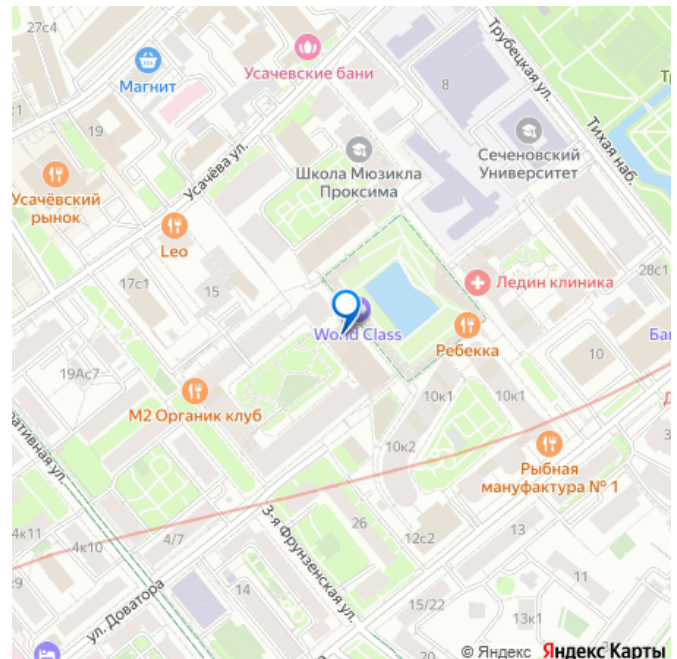 27с4
Магнит
Усачевские бани
Трубецкая ул.
8
19
Усачёва ул.
Школа Мюзикла
Проксима
Сеченовский
Университет
Тихая наб.
Усачёвский
рынок
Leo
17с1
15
Ледин клиника
28с1
World Class
Ребекка
10
19Ас7
М2 Органик клуб
10к1
10к1
10к2
Рыбная
мануфактура № 1
4к11
4к10
4/7
3-я Фрунзенская ул.
26
12с2
13
11
ул. Доватора
14
15/22
13к1
20
© Яндекс Яндекс Карты